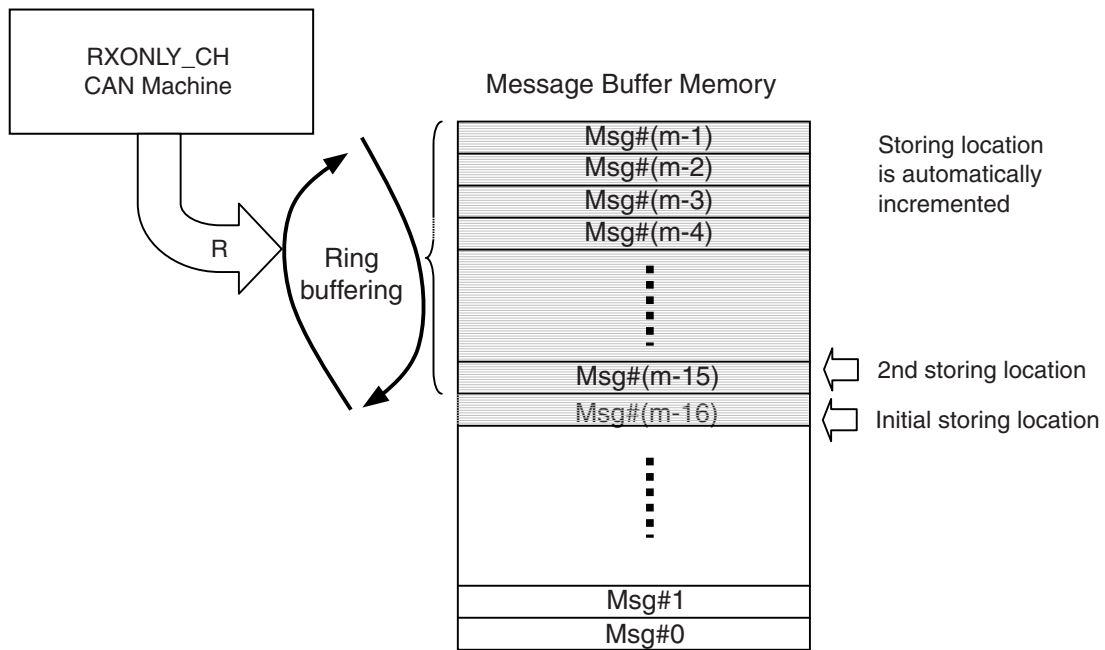 RXONLY_CH
CAN Machine
Message Buffer Memory
Msg#(m-1)
Msg#(m-2)
Msg#(m-3)
Msg#(m-4)
Storing location
is automatically
incremented
R
Ring
buffering
Msg#(m-15)
2nd storing location
Msg#(m-16)
Initial storing location
Msg#1
Msg#0